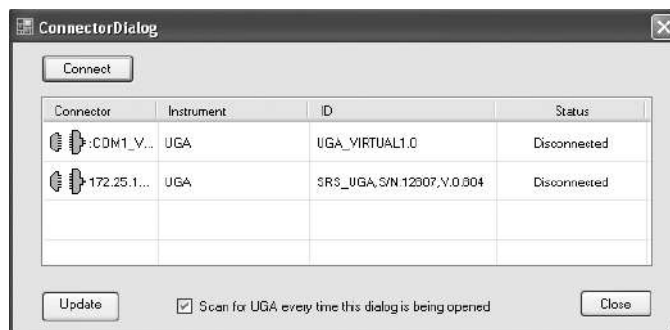 ConnectorDialog
Connect
Connector Instrument ID Status
:COM1_V... UGA UGA_VIRTUAL1.0 Disconnected
172.25.1... UGA SRS_UGA,S/N:12807,V.0.804 Disconnected
Update Scan for UGA every time this dialog is being opened Close